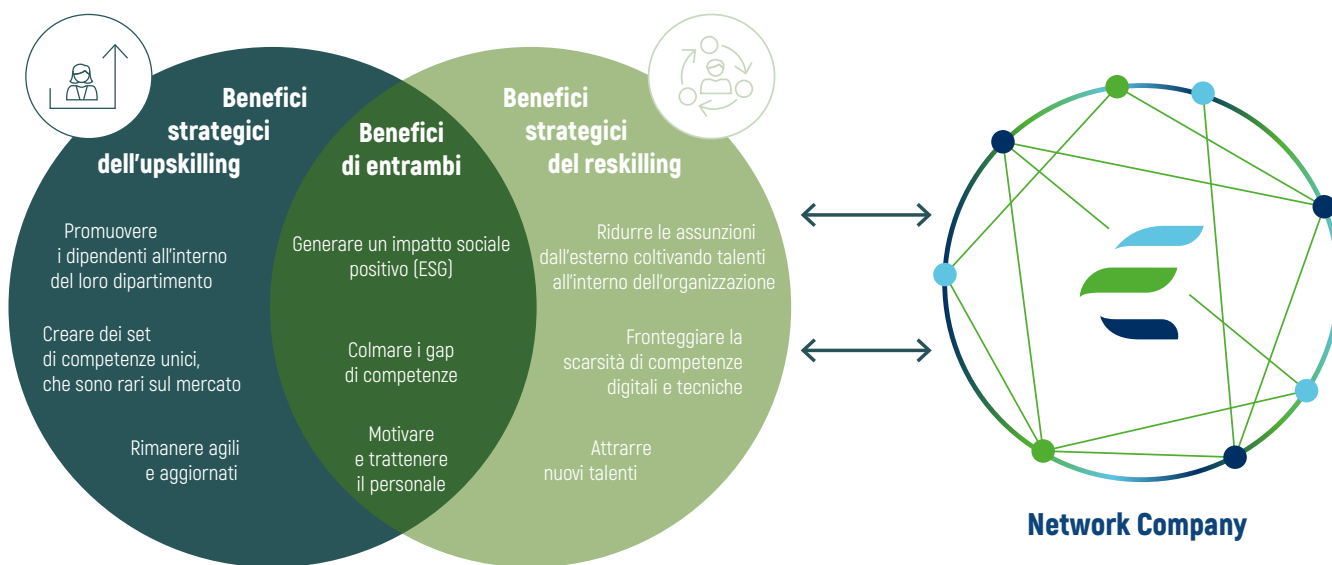 Benefici
strategici
dell'upskilling
Promuovere
i dipendenti all'interno
del loro dipartimento
Creare dei set
di competenze unici,
che sono rari sul mercato
Rimanere agili
e aggiornati
Benefici
di entrambi
Generare un impatto sociale
positivo (ESG)
Colmare i gap
di competenze
Motivare
e trattenere
il personale
Benefici
strategici
del reskilling
Ridurre le assunzioni
dall'esterno coltivando talenti
all'interno dell'organizzazione
Fronteggiare la
scarsità di competenze
digitali e tecniche
Attrarre
nuovi talenti
Network Company